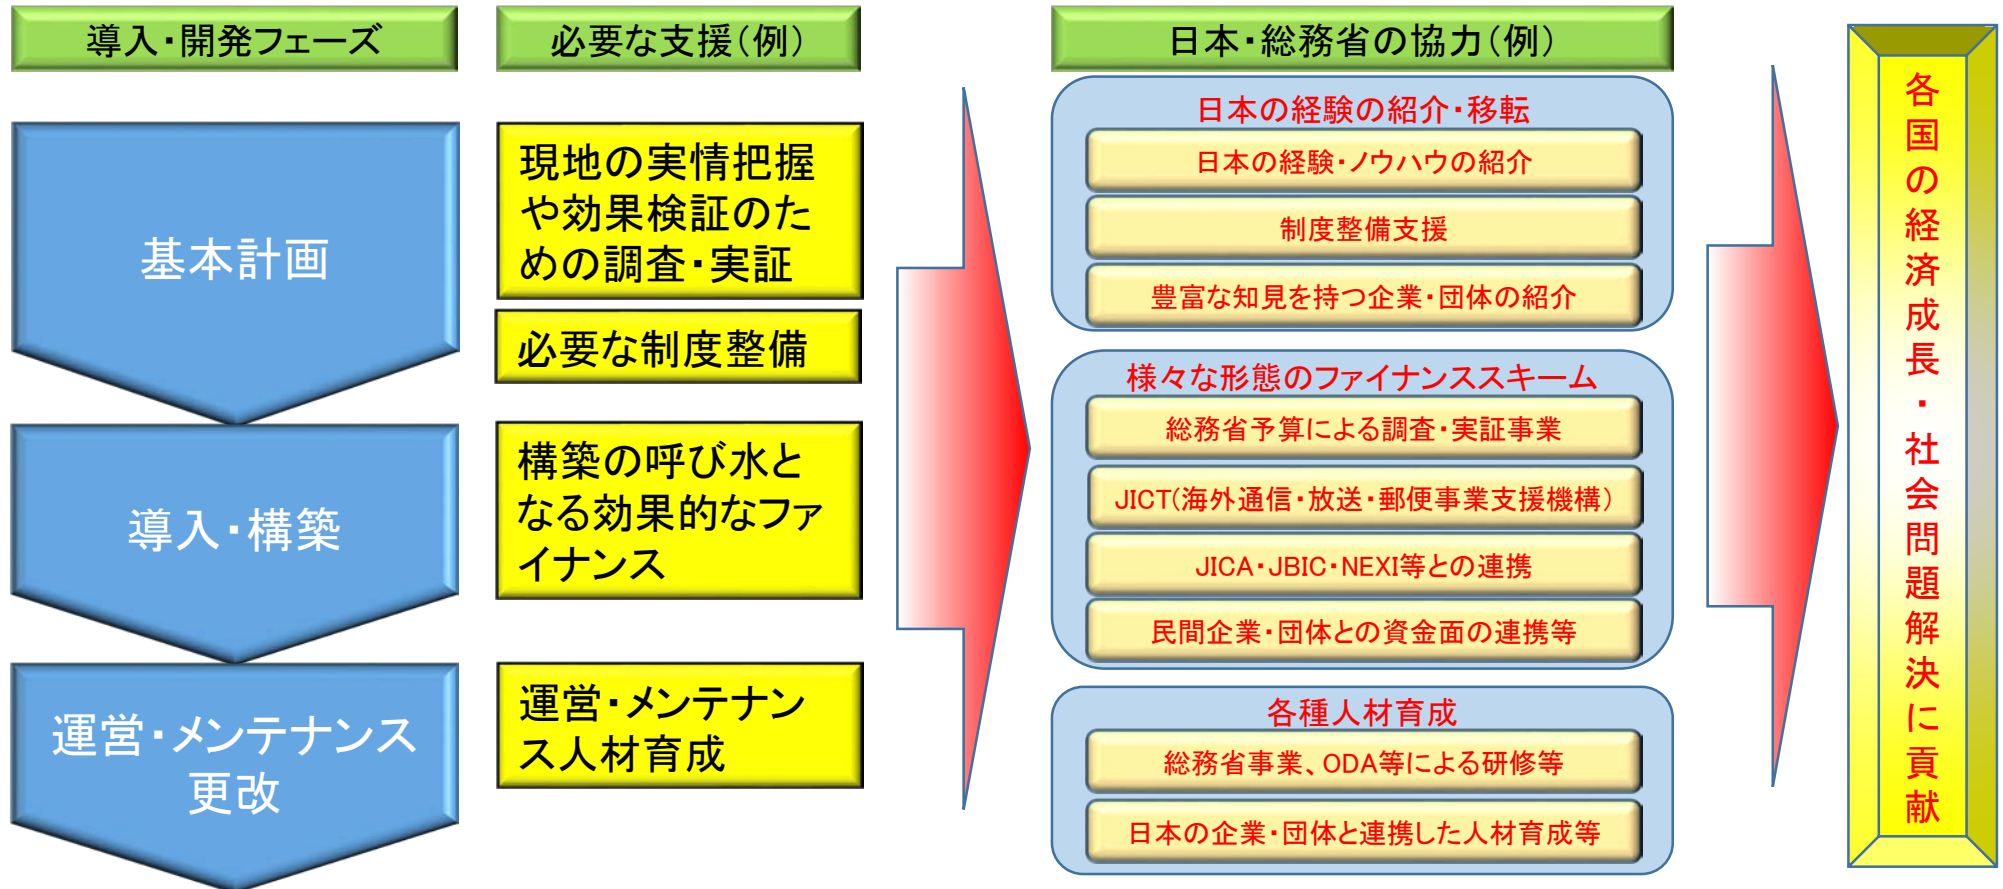 導入・開発フェーズ
必要な支援(例)
日本・総務省の協力(例)
基本計画
導入・構築
運営・メンテナンス
更改
現地の実情把握
や効果検証のた
めの調査・実証
必要な制度整備
構築の呼び水と
なる効果的なファ
イナンス
運営・メンテナン
ス人材育成
日本の経験の紹介・移転
日本の経験・ノウハウの紹介
制度整備支援
豊富な知見を持つ企業・団体の紹介
様々な形態のファイナンススキーム
総務省予算による調査・実証事業
JICT(海外通信・放送・郵便事業支援機構)
JICA・JBIC・NEXI等との連携
民間企業・団体との資金面の連携等
各種人材育成
総務省事業、ODA等による研修等
日本の企業・団体と連携した人材育成等
各国の経済成長・社会問題解決に貢献